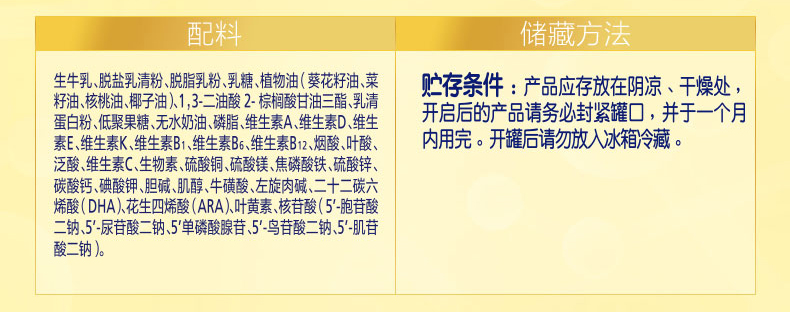 配料
生牛乳、脱盐乳清粉、脱脂乳粉、乳糖、植物油(葵花籽油、菜
籽油、核桃油、椰子油)、1,3-二油酸 2- 棕榈酸甘油三酯、乳清
蛋白粉、低聚果糖、无水奶油、磷脂、维生素A、维生素D、维生
素E、维生素K、维生素B₁、维生素B₆、维生素B₁₂、烟酸、叶酸、
泛酸、维生素C、生物素、硫酸铜、硫酸镁、焦磷酸铁、硫酸锌、
碳酸钙、碘酸钾、胆碱、肌醇、牛磺酸、左旋肉碱、二十二碳六
烯酸(DHA)、花生四烯酸(ARA)、叶黄素、核苷酸(5’-胞苷酸
二钠、5’-尿苷酸二钠、5’单磷酸腺苷、5’-鸟苷酸二钠、5’-肌苷
酸二钠)。
储藏方法
贮存条件：产品应存放在阴凉、干燥处，
开启后的产品请务必封紧罐口，并于一个月
内用完。开罐后请勿放入冰箱冷藏。